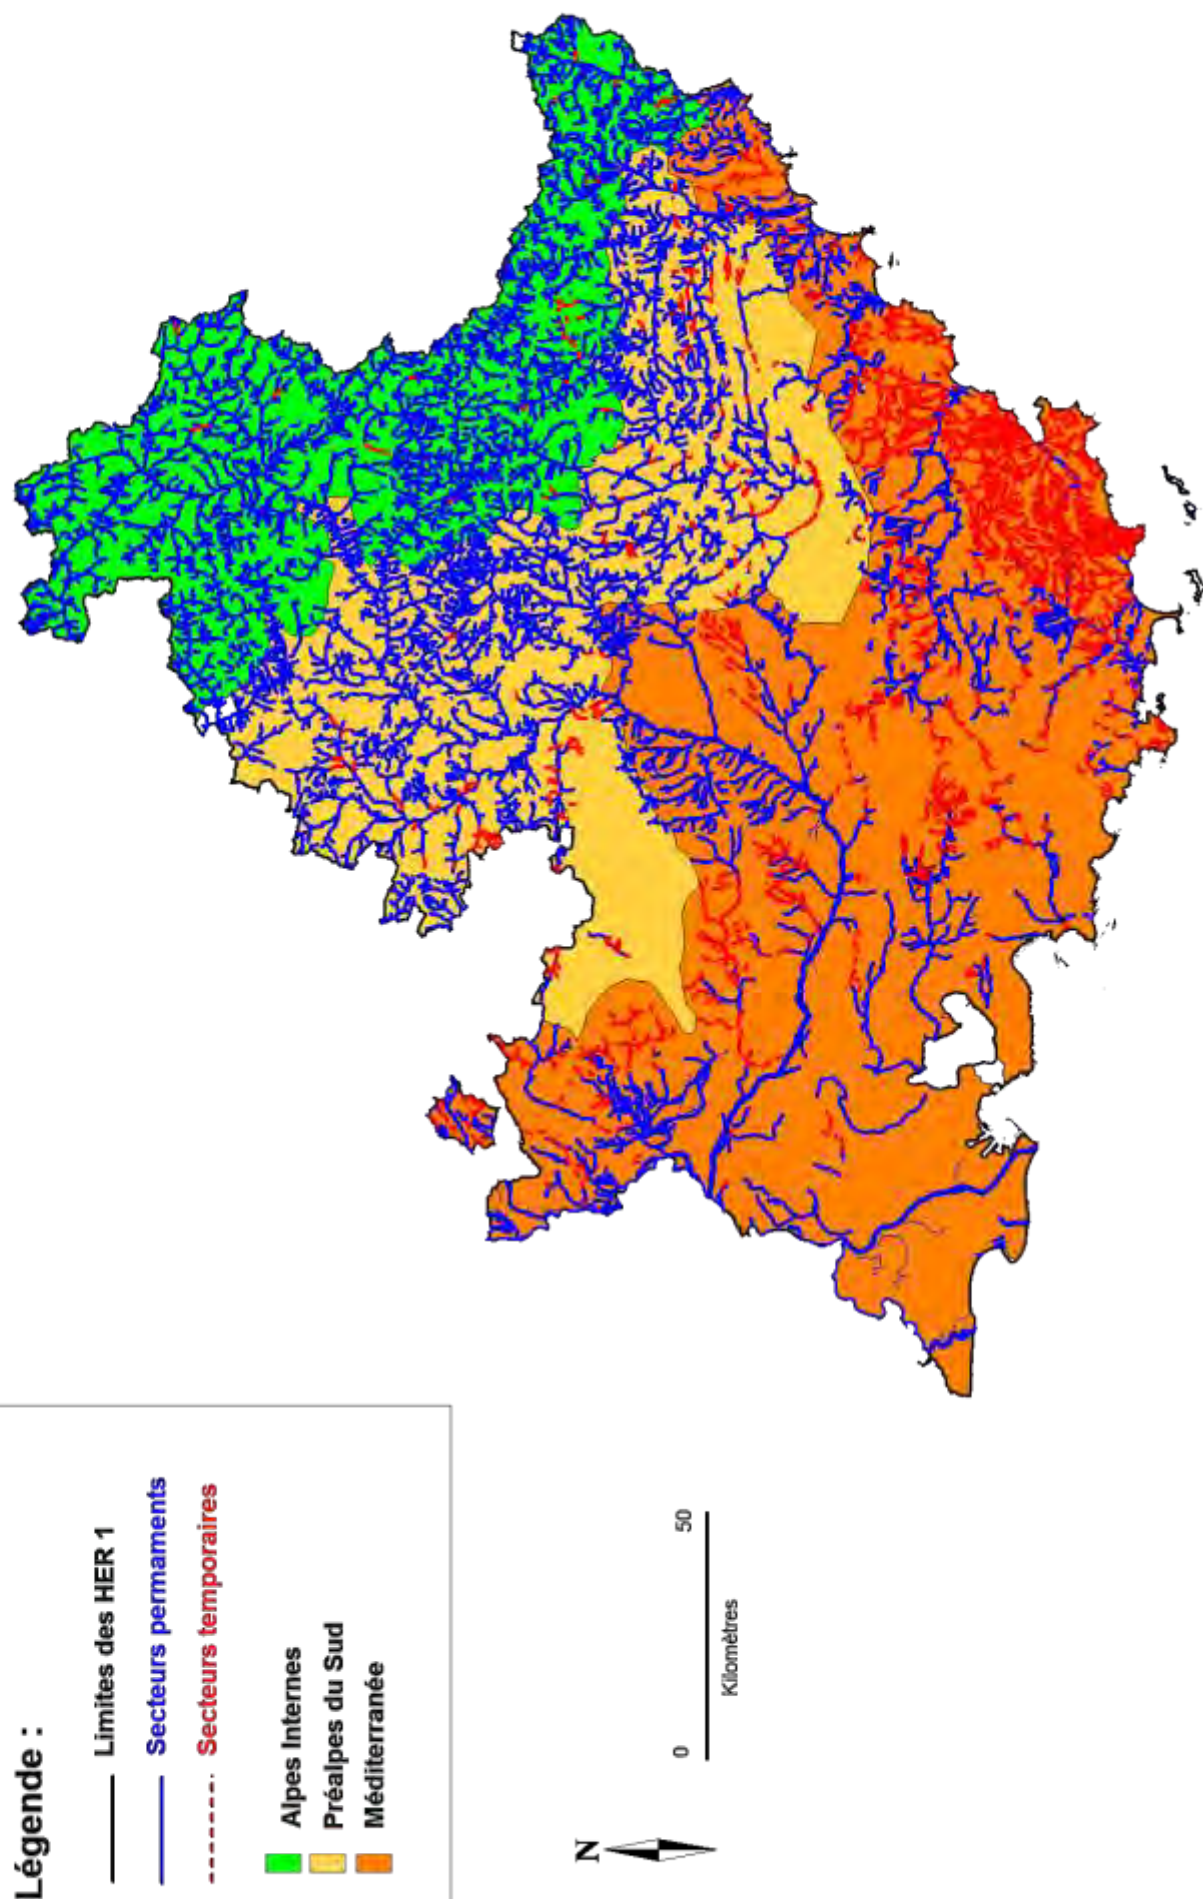 Légende :
Limites des HER 1
Secteurs permaments
Secteurs temporaires
Alpes Internes
Préalpes du Sud
Méditerranée
N
0 50
Kilomètres